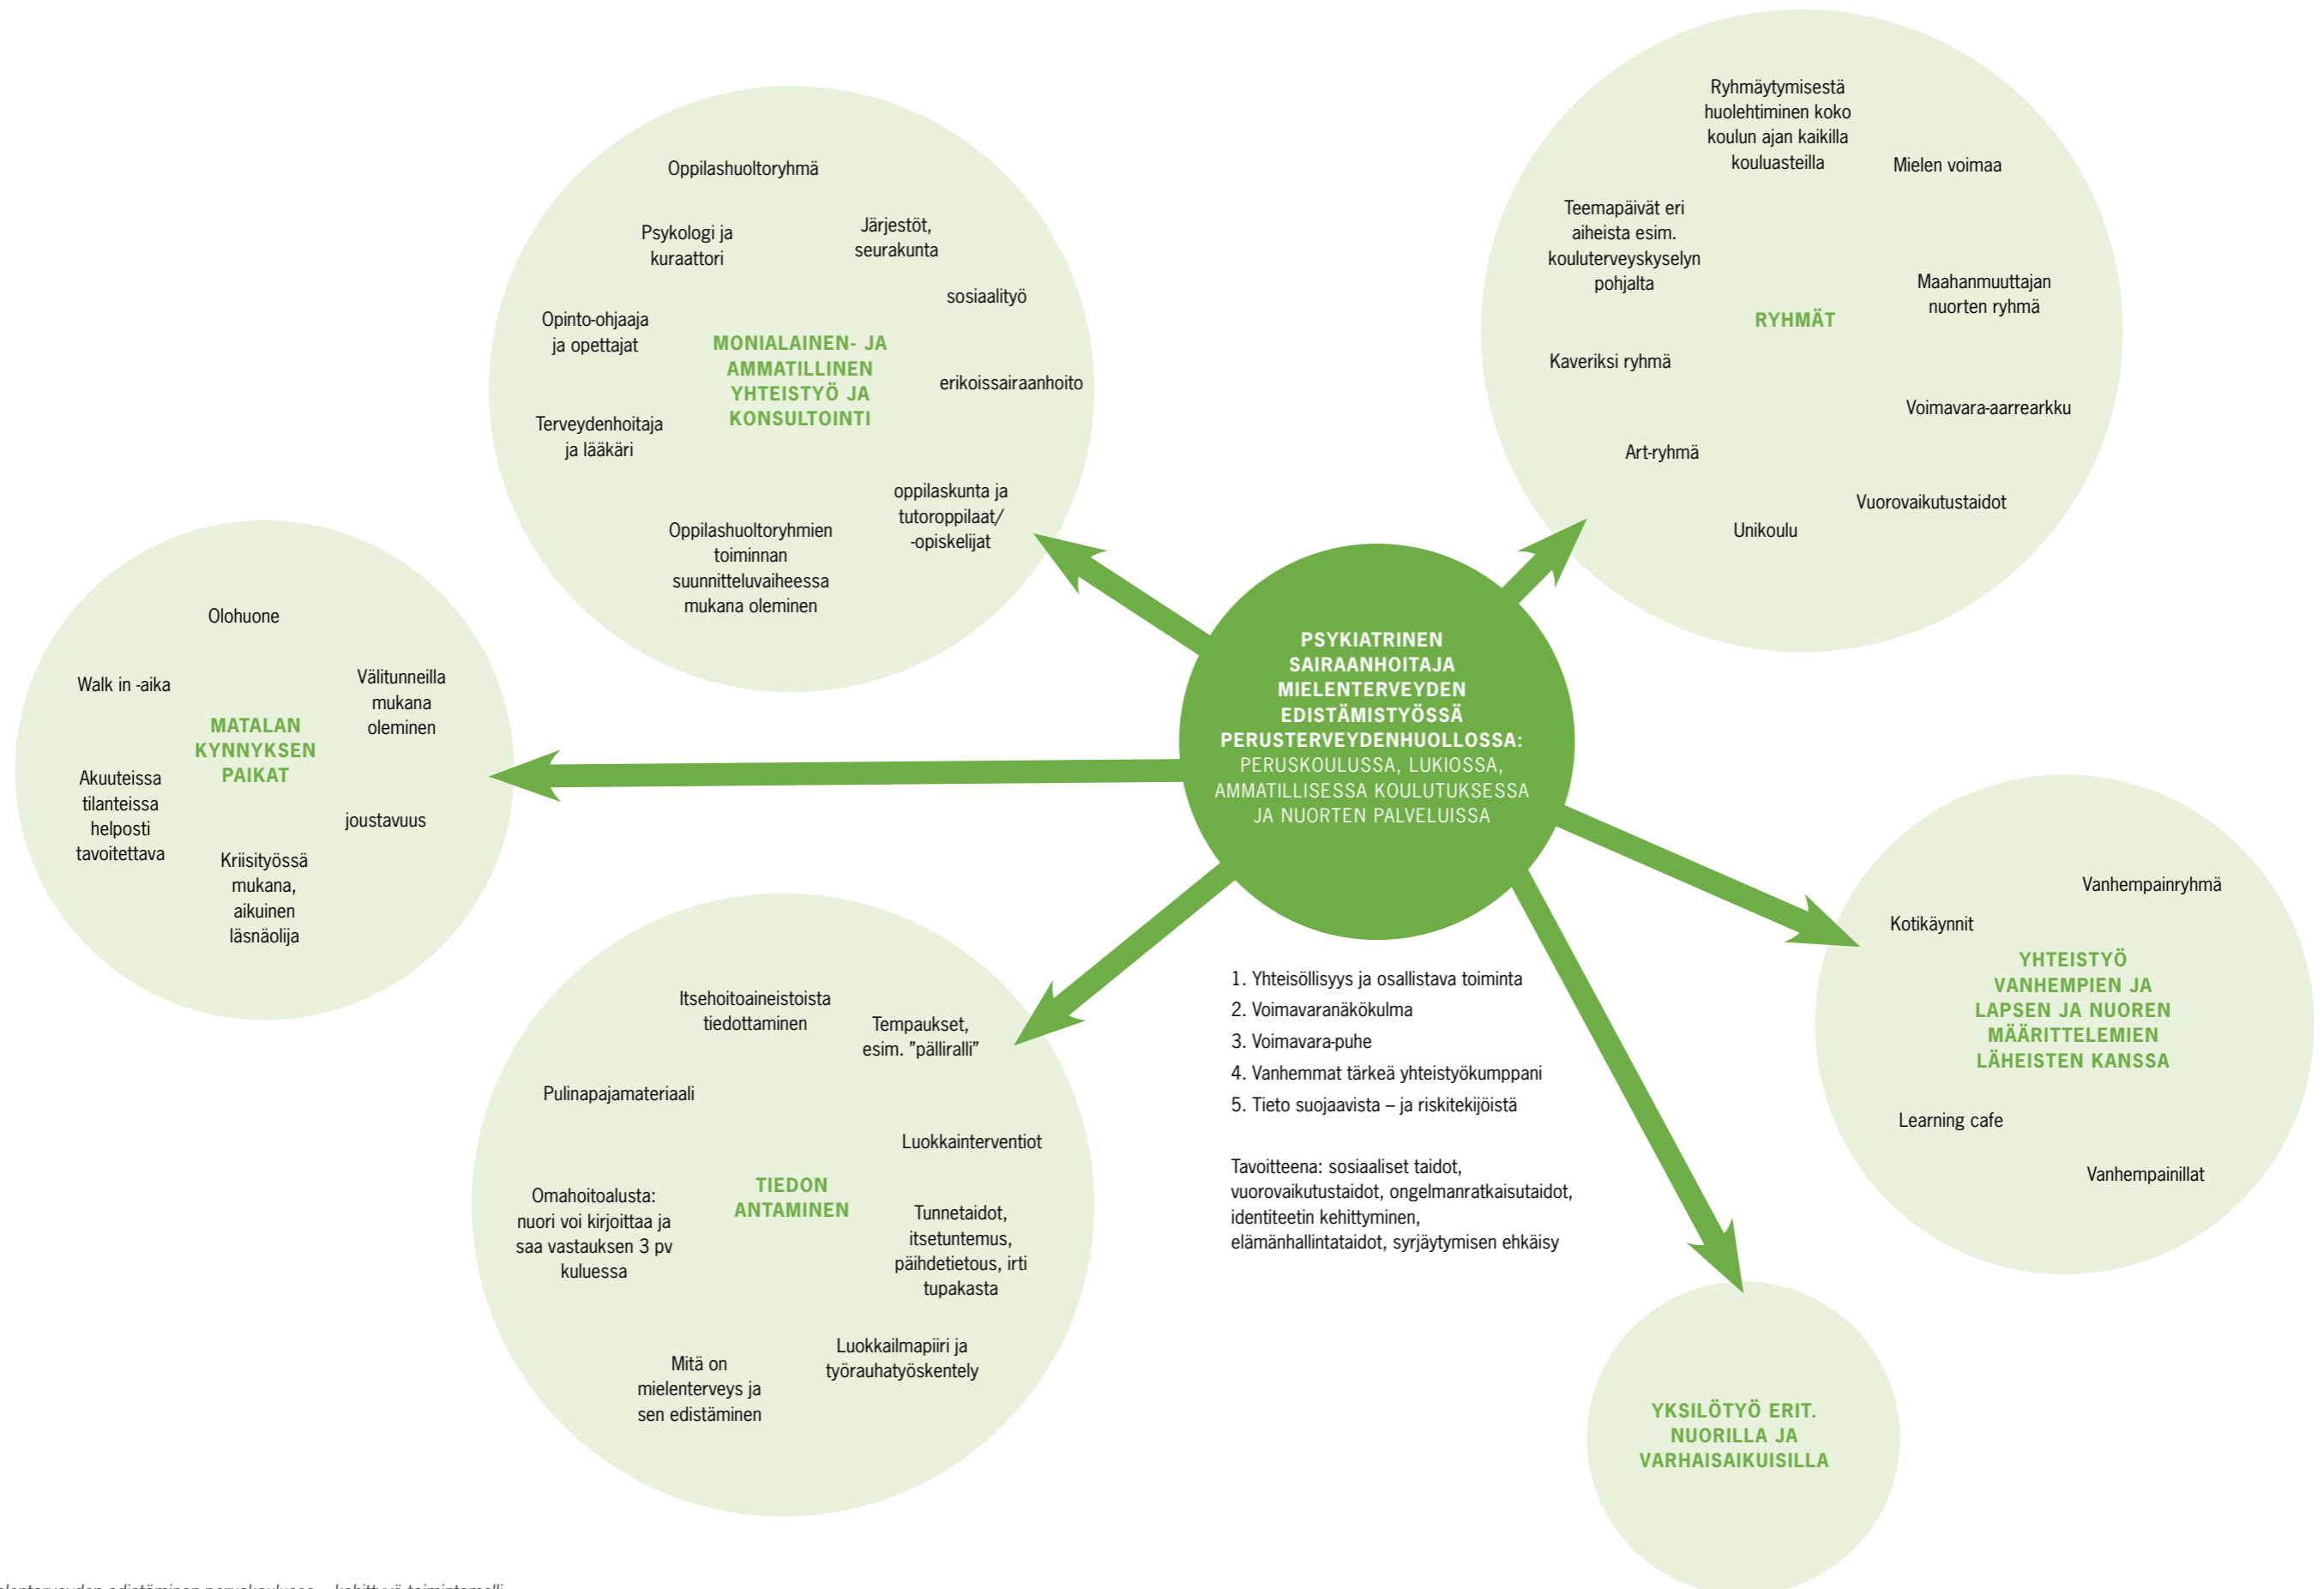 Oppilashuoltoryhmä
Psykologi ja
kuraattori
Järjestöt,
seurakunta
sosiaalityö
Opinto-ohjaaja
ja opettajat
MONIALAINEN- JA
AMMATILLINEN
YHTEISTYÖ JA
KONSULTOINTI
erikoissairaanhoito
Terveydenhoitaja
ja lääkäri
oppilaskunta ja
tutoroppilaat/
-opiskelijat
Oppilashuoltoryhmien
toiminnan
suunnitteluvaiheessa
mukana oleminen
Ryhmäytymisestä
huolehtiminen koko
koulun ajan kaikilla
kouluasteilla
Mielen voimaa
Teemapäivät eri
aiheista esim.
kouluterveyskyselyn
pohjalta
Maahanmuuttajan
nuorten ryhmä
RYHMÄT
Kaveriksi ryhmä
Voimavara-aarrearkku
Art-ryhmä
Vuorovaikutustaidot
Unikoulu
Olohuone
Walk in -aika
Välitunneilla
mukana
oleminen
MATALAN
KYNNYKSEN
PAIKAT
Akuuteissa
tilanteissa
helposti
tavoitettava
joustavuus
Kriisityössä
mukana,
aikuinen
läsnäolija
PSYKIATRINEN
SAIRAANHOITAJA
MIELENTERVEYDEN
EDISTÄMISTYÖSSÄ
PERUSTERVEYDENHUOLLOSSA:
PERUSKOULUSSA, LUKIOSSA,
AMMATILLISESSA KOULUTUKSESSA
JA NUORTEN PALVELUISSA
Itsehoitoaineistoista
tiedottaminen
Tempaukset,
esim. ”pälliralli”
Pulinapajamateriaali
Luokkainterventiot
TIEDON
ANTAMINEN
Omahoitoalusta:
nuori voi kirjoittaa ja
saa vastauksen 3 pv
kuluessa
Tunnetaidot,
itsetuntemus,
päihdetietous, irti
tupakasta
Luokkailmapiiri ja
työrauhatyöskentely
Mitä on
mielenterveys ja
sen edistäminen
1. Yhteisöllisyys ja osallistava toiminta
2. Voimavaranäkökulma
3. Voimavara-puhe
4. Vanhemmat tärkeä yhteistyökumppani
5. Tieto suojaavista – ja riskitekijöistä
Tavoitteena: sosiaaliset taidot,
vuorovaikutustaidot, ongelmanratkaisutaidot,
identiteetin kehittyminen,
elämänhallintataidot, syrjäytymisen ehkäisy
Vanhempainryhmä
Kotikäynnit
YHTEISTYÖ
VANHEMPIEN JA
LAPSEN JA NUOREN
MÄÄRITTELEMIEN
LÄHEISTEN KANSSA
Learning cafe
Vanhempainillat
YKSILÖTYÖ ERIT.
NUORILLA JA
VARHAISAIKUISILLA